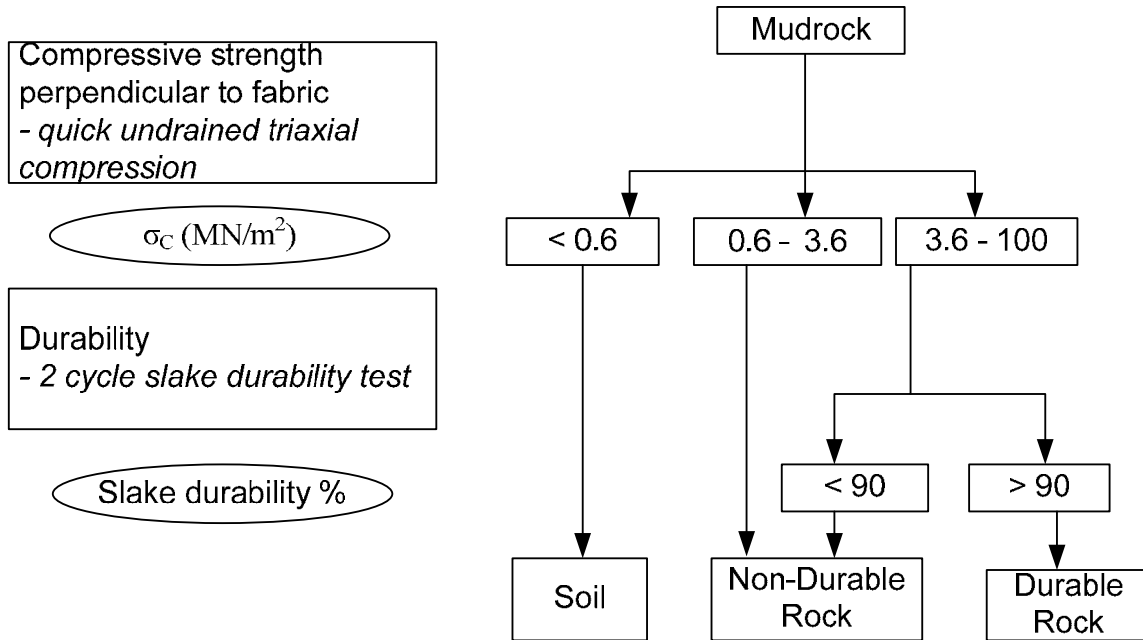 Compressive strength
perpendicular to fabric
- quick undrained triaxial
compression
σC (MN/m²)
Durability
- 2 cycle slake durability test
Slake durability %
Mudrock
< 0.6
0.6 - 3.6
3.6 - 100
< 90
> 90
Soil
Non-Durable
Rock
Durable
Rock